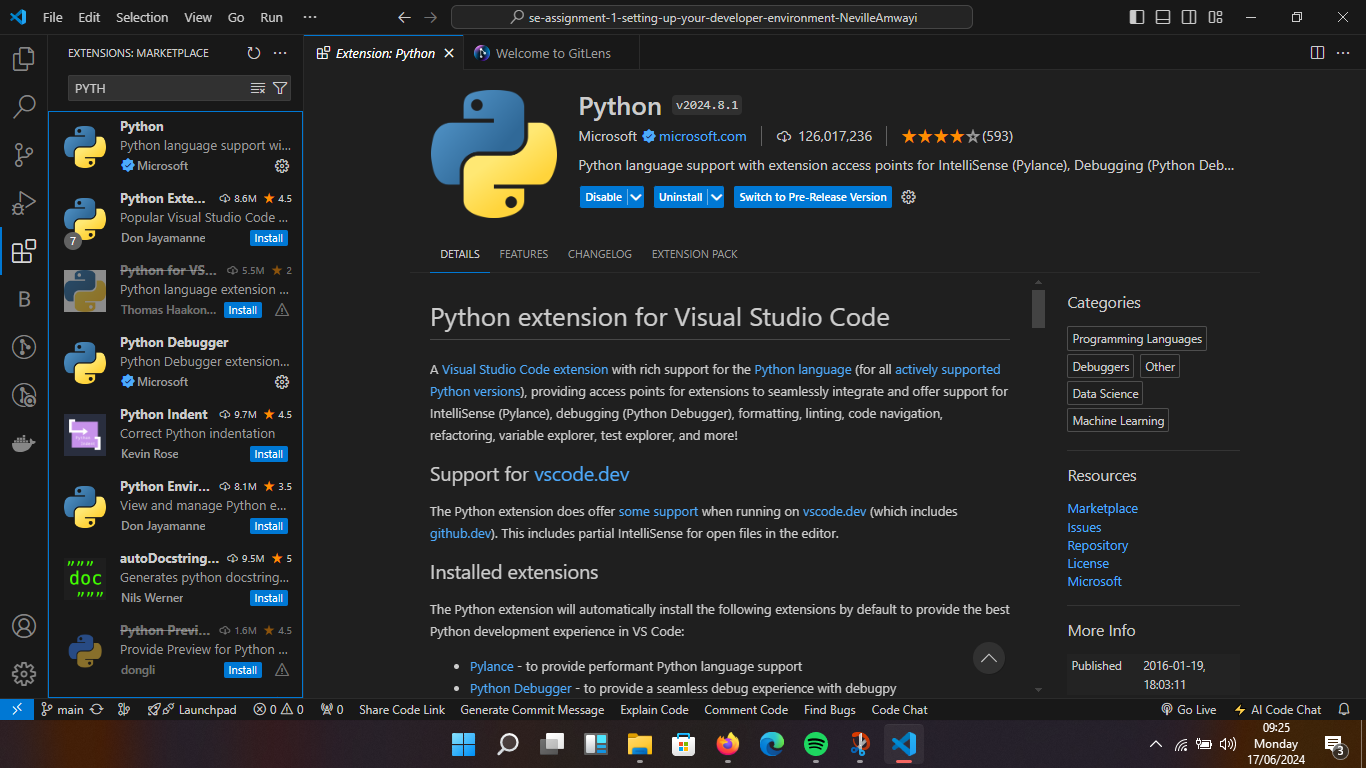 File Edit Selection View Go Run ···
se-assignment-1-setting-up-your-developer-environment-NevilleAmwayi
EXTENSIONS: MARKETPLACE
PYTH
Python
Python language support wi...
Microsoft
Python Exte... 8.6M ★ 4.5
Popular Visual Studio Code ...
Don Jayamanne Install
7
Python for VS... 5.5M ★ 2
Python language extension ...
Thomas Haakon... Install
Python Debugger
Python Debugger extension...
Microsoft
Python Indent 9.7M ★ 4.5
Correct Python indentation
Kevin Rose Install
Python Envir... 8.1M ★ 3.5
View and manage Python e...
Don Jayamanne Install
autoDocstring... 9.5M ★ 5
Generates python docstring...
Nils Werner Install
"""
doc
"""
Python Previ... 1.6M ★ 4.5
Provide Preview for Python ...
dongli Install
B
Extension: Python Welcome to GitLens
Python v2024.8.1
Microsoft microsoft.com 126,017,236 ★★★★☆(593)
Python language support with extension access points for IntelliSense (Pylance), Debugging (Python Deb...
Disable Uninstall Switch to Pre-Release Version
DETAILS FEATURES CHANGELOG EXTENSION PACK
Python extension for Visual Studio Code
A Visual Studio Code extension with rich support for the Python language (for all actively supported
Python versions), providing access points for extensions to seamlessly integrate and offer support for
IntelliSense (Pylance), debugging (Python Debugger), formatting, linting, code navigation,
refactoring, variable explorer, test explorer, and more!
Support for vscode.dev
The Python extension does offer some support when running on vscode.dev (which includes
github.dev). This includes partial IntelliSense for open files in the editor.
Installed extensions
The Python extension will automatically install the following extensions by default to provide the best
Python development experience in VS Code:
• Pylance - to provide performant Python language support
• Python Debugger - to provide a seamless debug experience with debugpy
Categories
Programming Languages
Debuggers Other
Data Science
Machine Learning
Resources
Marketplace
Issues
Repository
License
Microsoft
More Info
Published 2016-01-19,
18:03:11
main Launchpad 0 0 0 Share Code Link Generate Commit Message Explain Code Comment Code Find Bugs Code Chat Go Live AI Code Chat
09:25
Monday
17/06/2024
3